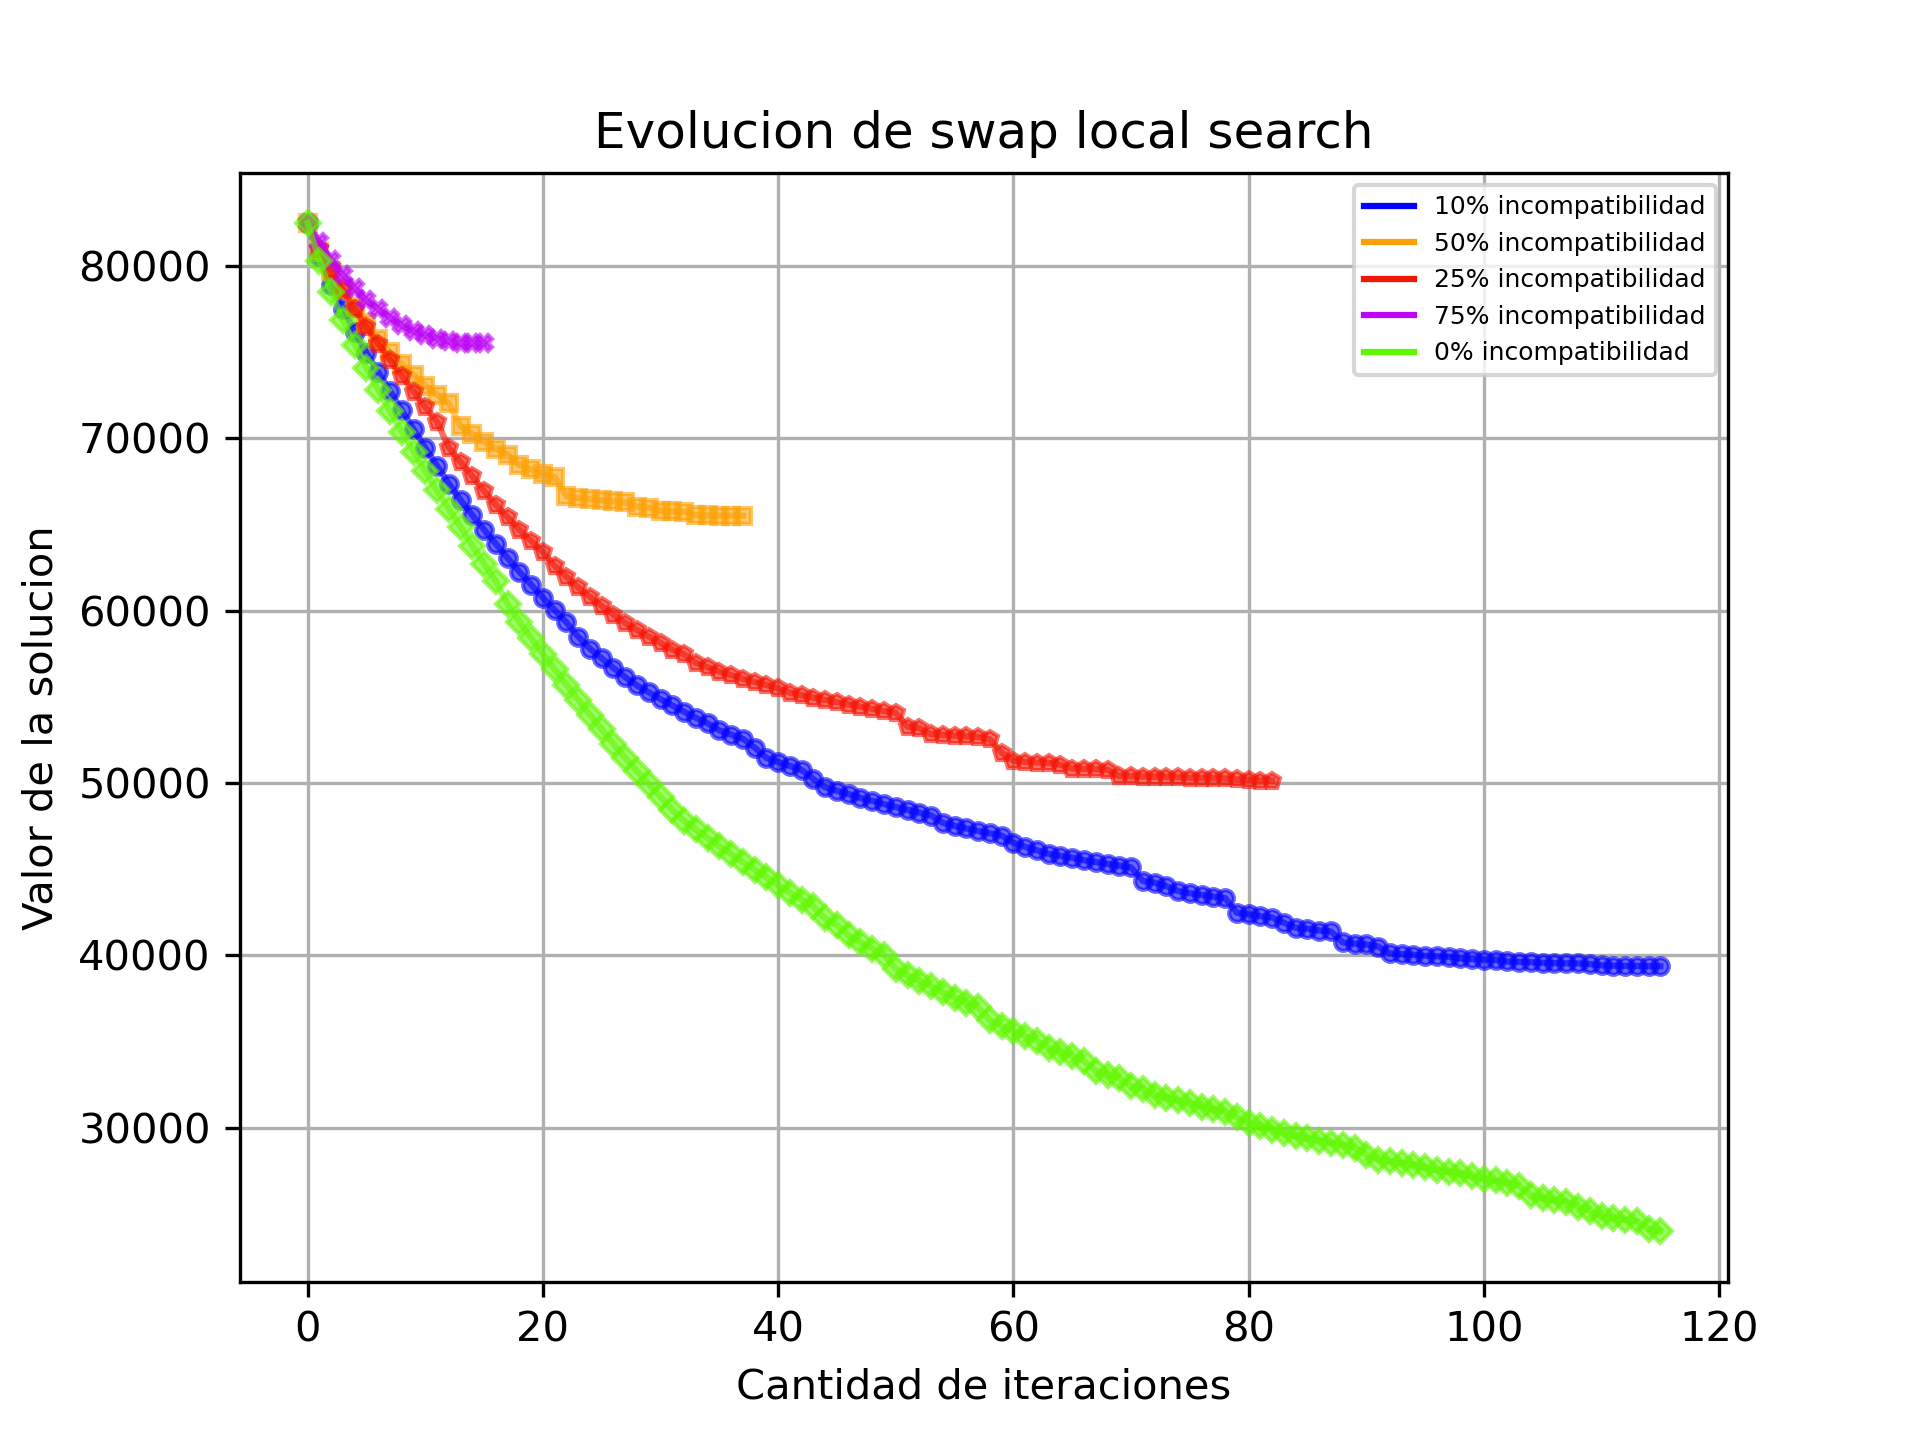 Evolucion de swap local search
10% incompatibilidad
50% incompatibilidad
25% incompatibilidad
75% incompatibilidad
0% incompatibilidad
Valor de la solucion
80000
70000
60000
50000
40000
30000
0 20 40 60 80 100 120
Cantidad de iteraciones